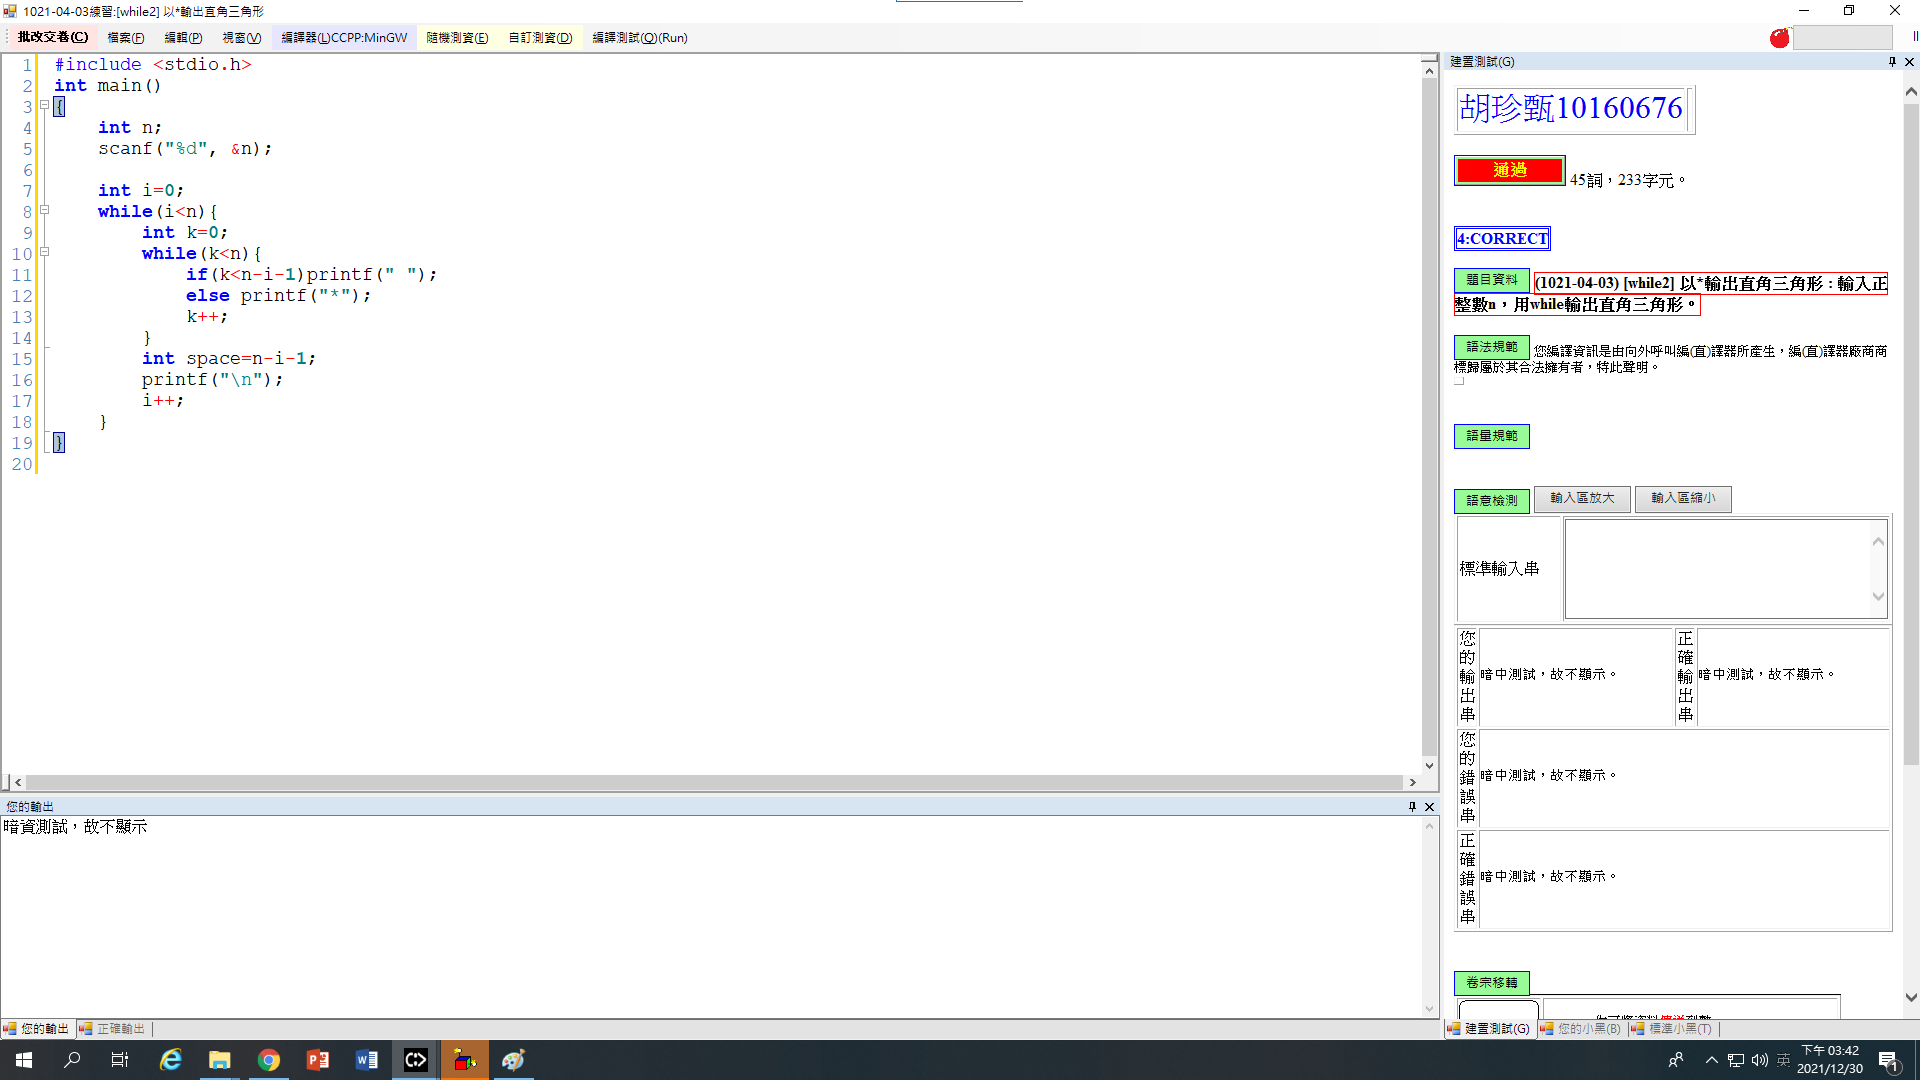 1021-04-03練習:[while2] 以*輸出直角三角形
批改交卷(C) 檔案(F) 編輯(P) 視窗(V) 編譯器(L)CCPP:MinGW 隨機測資(E) 自訂測資(D) 編譯測試(Q)(Run)
1 #include <stdio.h>
2 int main()
3 {
4 int n;
5 scanf("%d", &n);
6
7 int i=0;
8 while(i<n){
9 int k=0;
10 while(k<n){
11 if(k<n-i-1)printf(" ");
12 else printf("*");
13 k++;
14 }
15 int space=n-i-1;
16 printf("\n");
17 i++;
18 }
19 }
20
您的輸出
暗資測試，故不顯示
您的輸出 正確輸出
建置測試(G)
胡珍甄10160676
通過 45詞，233字元。
4:CORRECT
題目資料 (1021-04-03) [while2] 以*輸出直角三角形：輸入正
整數n，用while輸出直角三角形。
語法規範 您編譯資訊是由向外呼叫編(直)譯器所產生，編(直)譯器廠商商
標歸屬於其合法擁有者，特此聲明。
語量規範
語意檢測 輸入區放大 輸入區縮小
標準輸入串
您的輸出串 暗中測試，故不顯示。 正確輸出串 暗中測試，故不顯示。
您的錯誤串 暗中測試，故不顯示。
正確錯誤串 暗中測試，故不顯示。
卷宗移轉
建置測試(G) 您的小黑(B) 標準小黑(T)
英 下午 03:42
2021/12/30
1